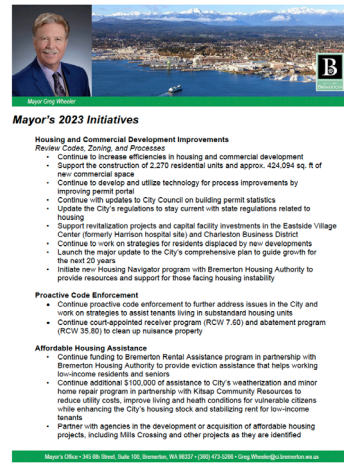 B
BREMERTON
Mayor Greg Wheeler
Mayor's 2023 Initiatives
Housing and Commercial Development Improvements
Review Codes, Zoning, and Processes
• Continue to increase efficiencies in housing and commercial development
• Support the construction of 2,270 residential units and approx. 424,094 sq. ft of
new commercial space
• Continue to develop and utilize technology for process improvements by
improving permit portal
• Continue with updates to City Council on building permit statistics
• Update the City's regulations to stay current with state regulations related to
housing
• Support revitalization projects and capital facility investments in the Eastside Village
Center (formerly Harrison hospital site) and Charleston Business District
• Continue to work on strategies for residents displaced by new developments
• Launch the major update to the City's comprehensive plan to guide growth for
the next 20 years
• Initiate new Housing Navigator program with Bremerton Housing Authority to
provide resources and support for those facing housing instability
Proactive Code Enforcement
• Continue proactive code enforcement to further address issues in the City and
work on strategies to assist tenants living in substandard housing units
• Continue court-appointed receiver program (RCW 7.60) and abatement program
(RCW 35.80) to clean up nuisance property
Affordable Housing Assistance
• Continue funding to Bremerton Rental Assistance program in partnership with
Bremerton Housing Authority to provide eviction assistance that helps working
low-income residents and seniors
• Continue additional $100,000 of assistance to City's weatherization and minor
home repair program in partnership with Kitsap Community Resources to
reduce utility costs, improve living and heath conditions for vulnerable citizens
while enhancing the City's housing stock and stabilizing rent for low-income
tenants
• Partner with agencies in the development or acquisition of affordable housing
projects, including Mills Crossing and other projects as they are identified
Mayor's Office • 345 6th Street, Suite 100, Bremerton, WA 98337 • (360) 473-5266 • Greg.Wheeler@ci.bremerton.wa.us